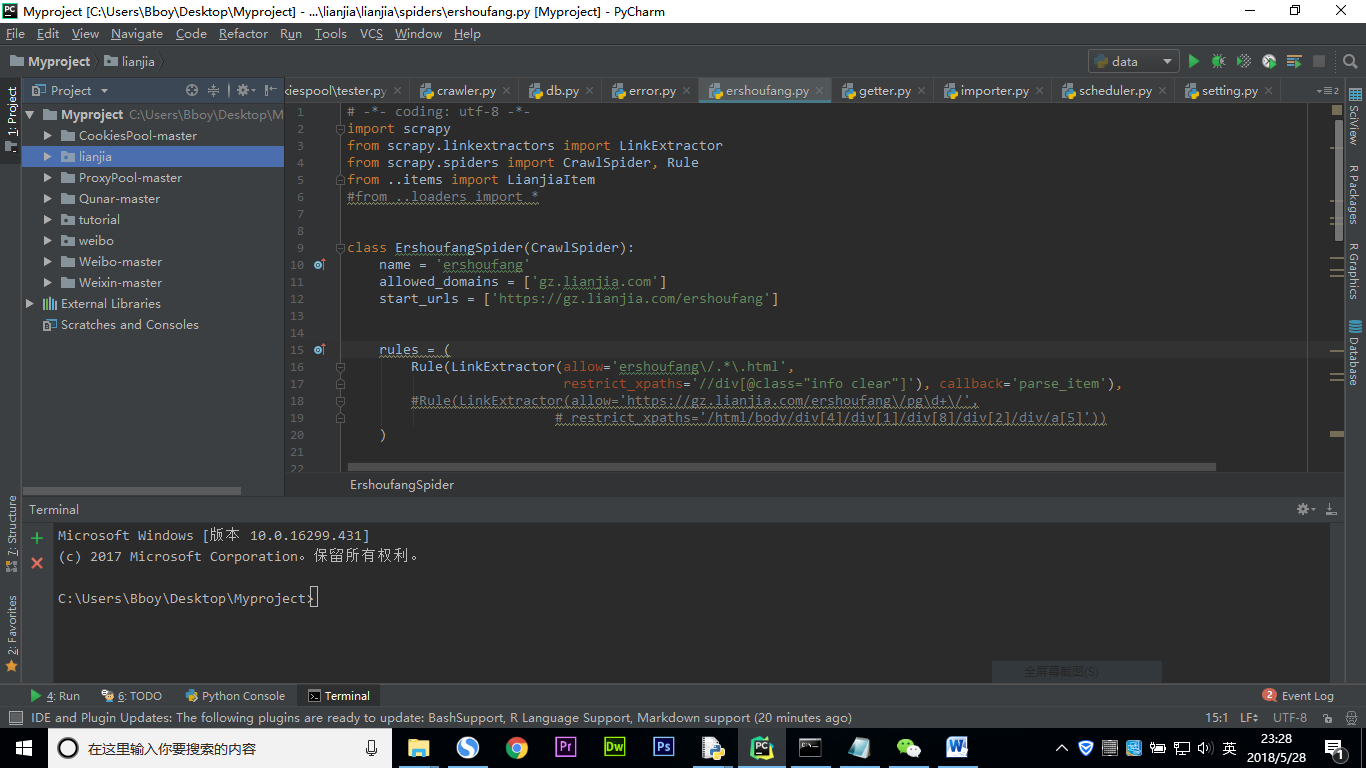 Myproject [C:\Users\Bboy\Desktop\Myproject] - ...\lianjia\lianjia\spiders\ershoufang.py [Myproject] - PyCharm
File Edit View Navigate Code Refactor Run Tools VCS Window Help
Myproject lianjia data
1: Project
Project
kiespool\tester.py crawler.py db.py error.py ershoufang.py getter.py importer.py scheduler.py setting.py 2
Myproject C:\Users\Bboy\Desktop\M
CookiesPool-master
lianjia
ProxyPool-master
Qunar-master
tutorial
weibo
Weibo-master
Weixin-master
External Libraries
Scratches and Consoles
1 # -*- coding: utf-8 -*-
2 import scrapy
3 from scrapy.linkextractors import LinkExtractor
4 from scrapy.spiders import CrawlSpider, Rule
5 from ..items import LianjiaItem
6 #from ..loaders import *
7
8
9 class ErshoufangSpider(CrawlSpider):
10 name = 'ershoufang'
11 allowed_domains = ['gz.lianjia.com']
12 start_urls = ['https://gz.lianjia.com/ershoufang']
13
14
15 rules = (
16 Rule(LinkExtractor(allow='ershoufang\/.*\.html',
17 restrict_xpaths='//div[@class="info clear"]'), callback='parse_item'),
18 #Rule(LinkExtractor(allow='https://gz.lianjia.com/ershoufang\/pg\d+\/',
19 # restrict_xpaths='/html/body/div[4]/div[1]/div[8]/div[2]/div/a[5]'))
20 )
21
22
ErshoufangSpider
SciView
R Packages
R Graphics
Database
7: Structure
2: Favorites
Terminal
Microsoft Windows [版本 10.0.16299.431]
(c) 2017 Microsoft Corporation。保留所有权利。
C:\Users\Bboy\Desktop\Myproject>
全屏幕截图(S)
4: Run 6: TODO Python Console Terminal 2 Event Log
IDE and Plugin Updates: The following plugins are ready to update: BashSupport, R Language Support, Markdown support (20 minutes ago) 15:1 LF UTF-8
在这里输入你要搜索的内容 Pr Dw Ps PC W 英 23:28
2018/5/28 1